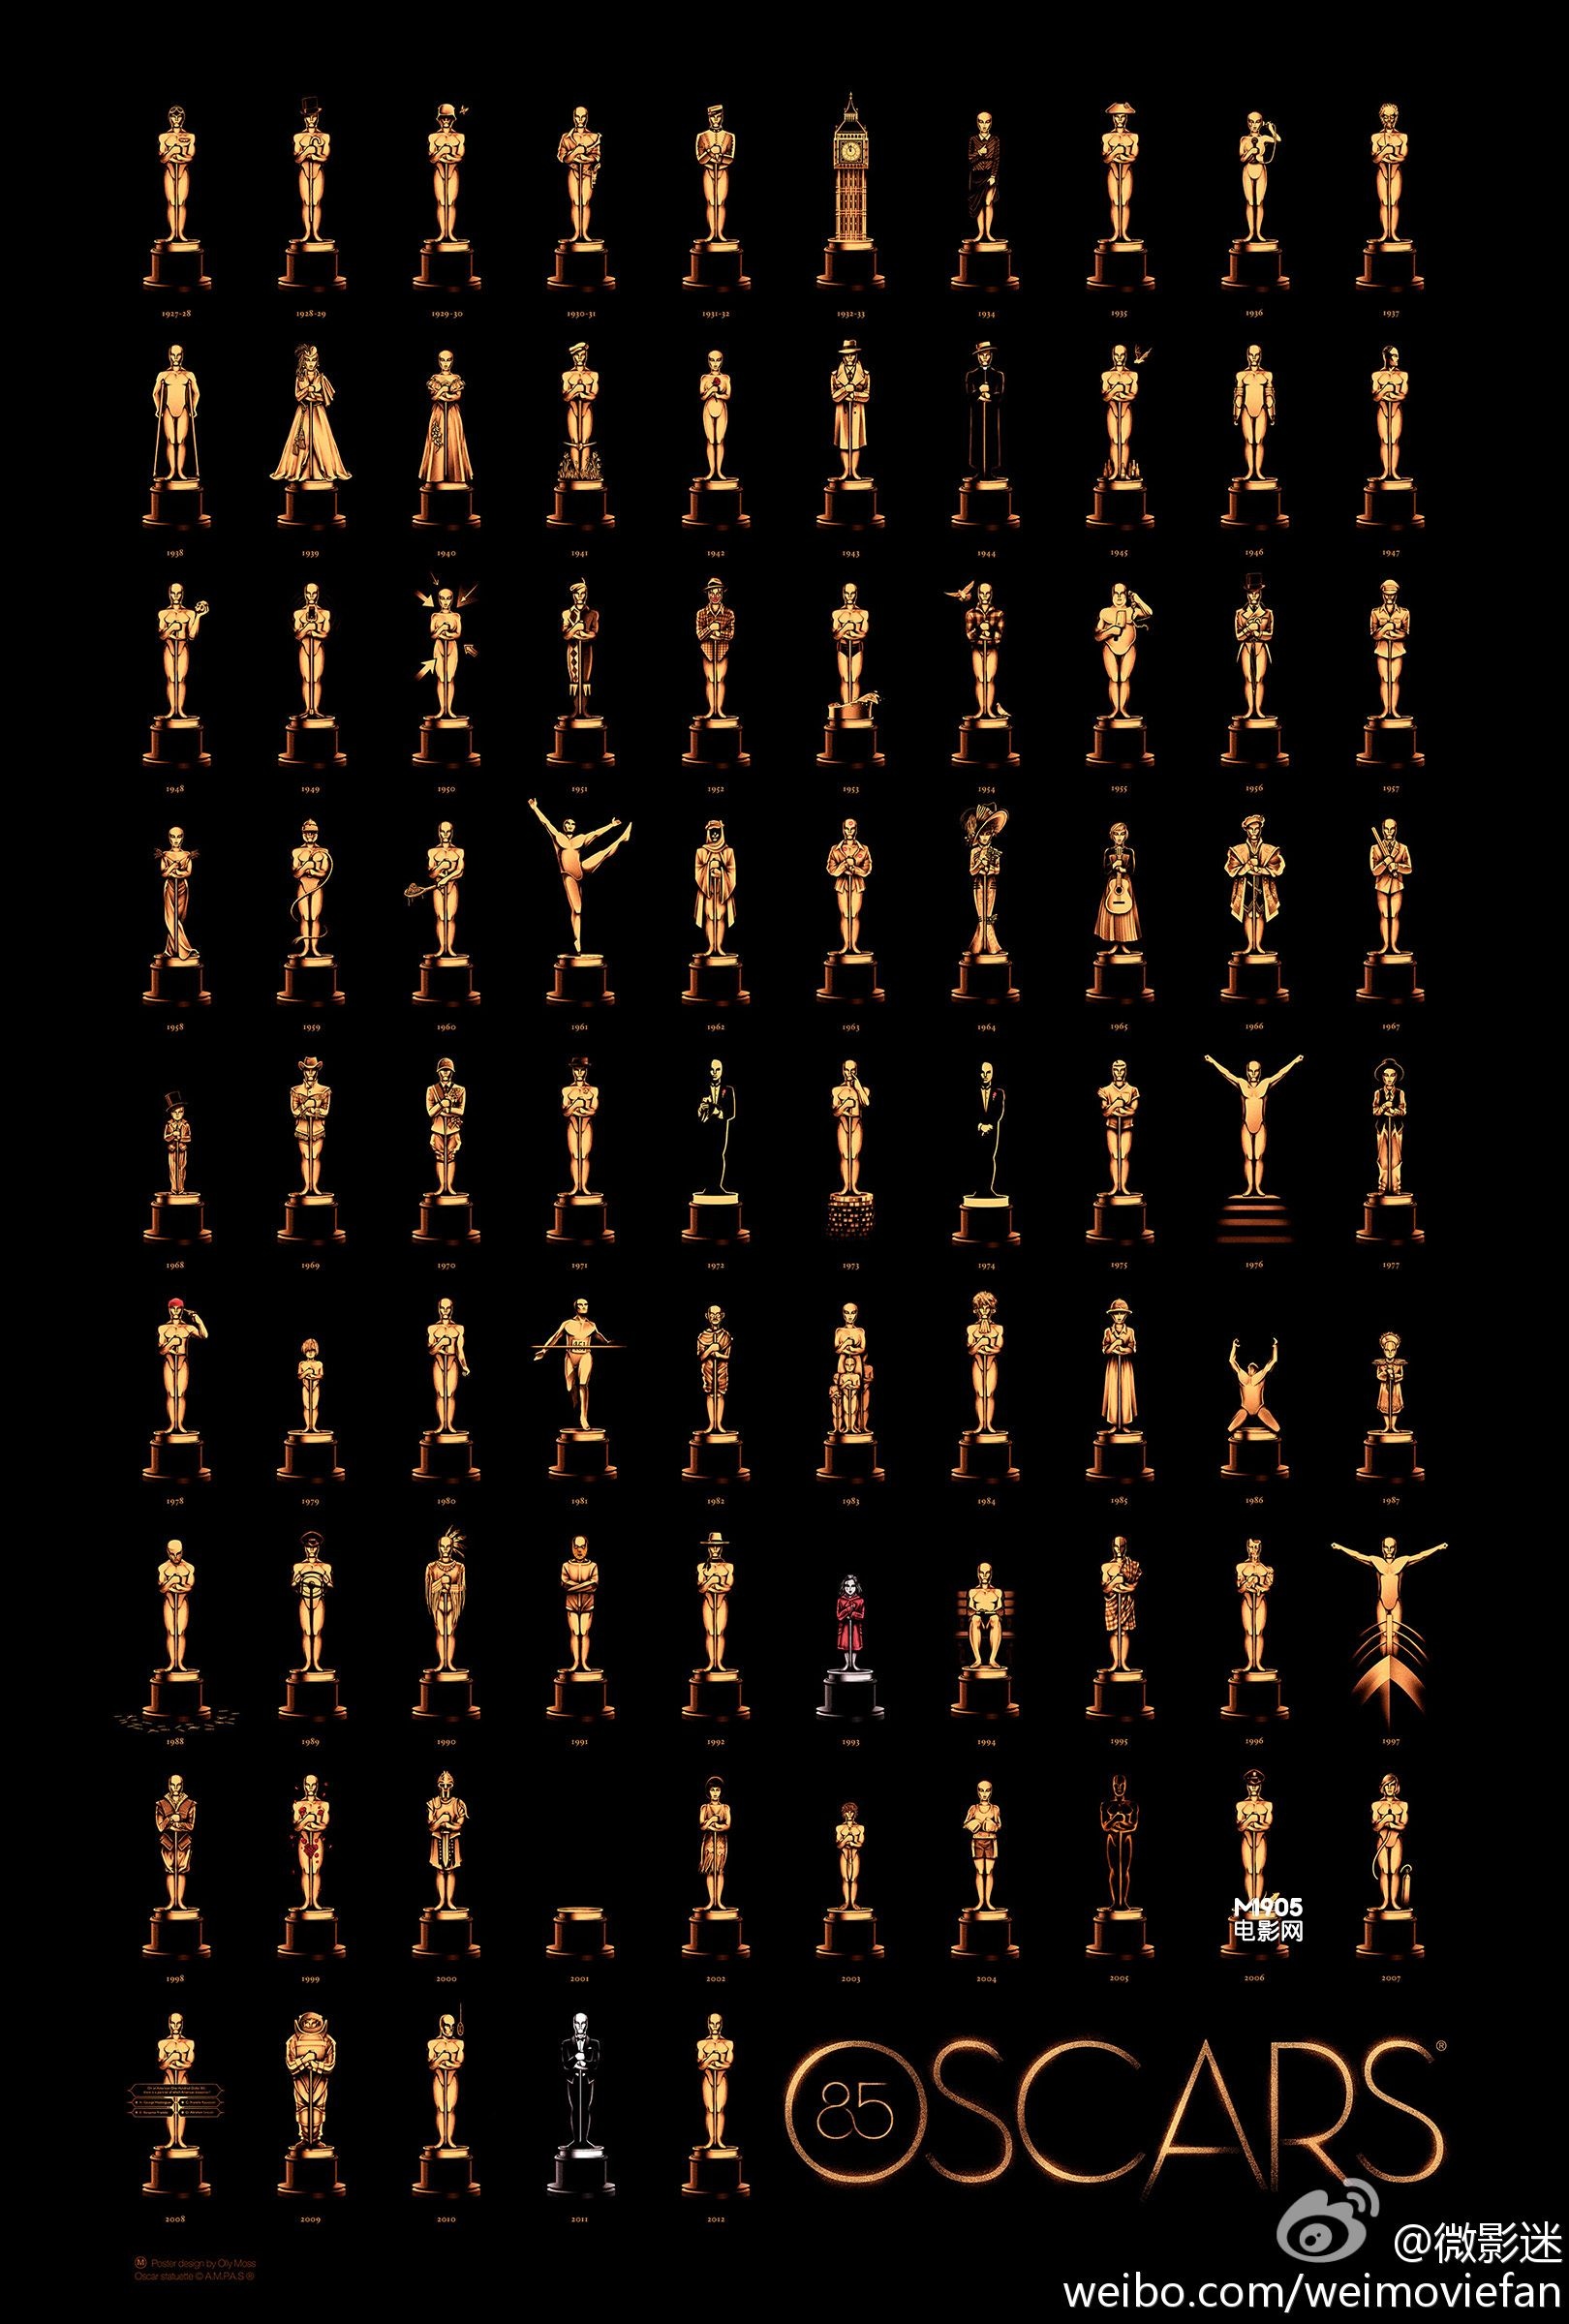 1927-28 1928-29 1929-30 1930-31 1931-32 1932-33 1934 1935 1936 1937
1938 1939 1940 1941 1942 1943 1944 1945 1946 1947
1948 1949 1950 1951 1952 1953 1954 1955 1956 1957
1958 1959 1960 1961 1962 1963 1964 1965 1966 1967
1968 1969 1970 1971 1972 1973 1974 1975 1976 1977
1978 1979 1980 1981 1982 1983 1984 1985 1986 1987
1988 1989 1990 1991 1992 1993 1994 1995 1996 1997
M1905
电影网
1998 1999 2000 2001 2002 2003 2004 2005 2006 2007
85
OSCARS®
2008 2009 2010 2011 2012
M Poster design by Olly Moss
Oscar statuette © A.M.P.A.S ®
@微影迷
weibo.com/weimoviefan